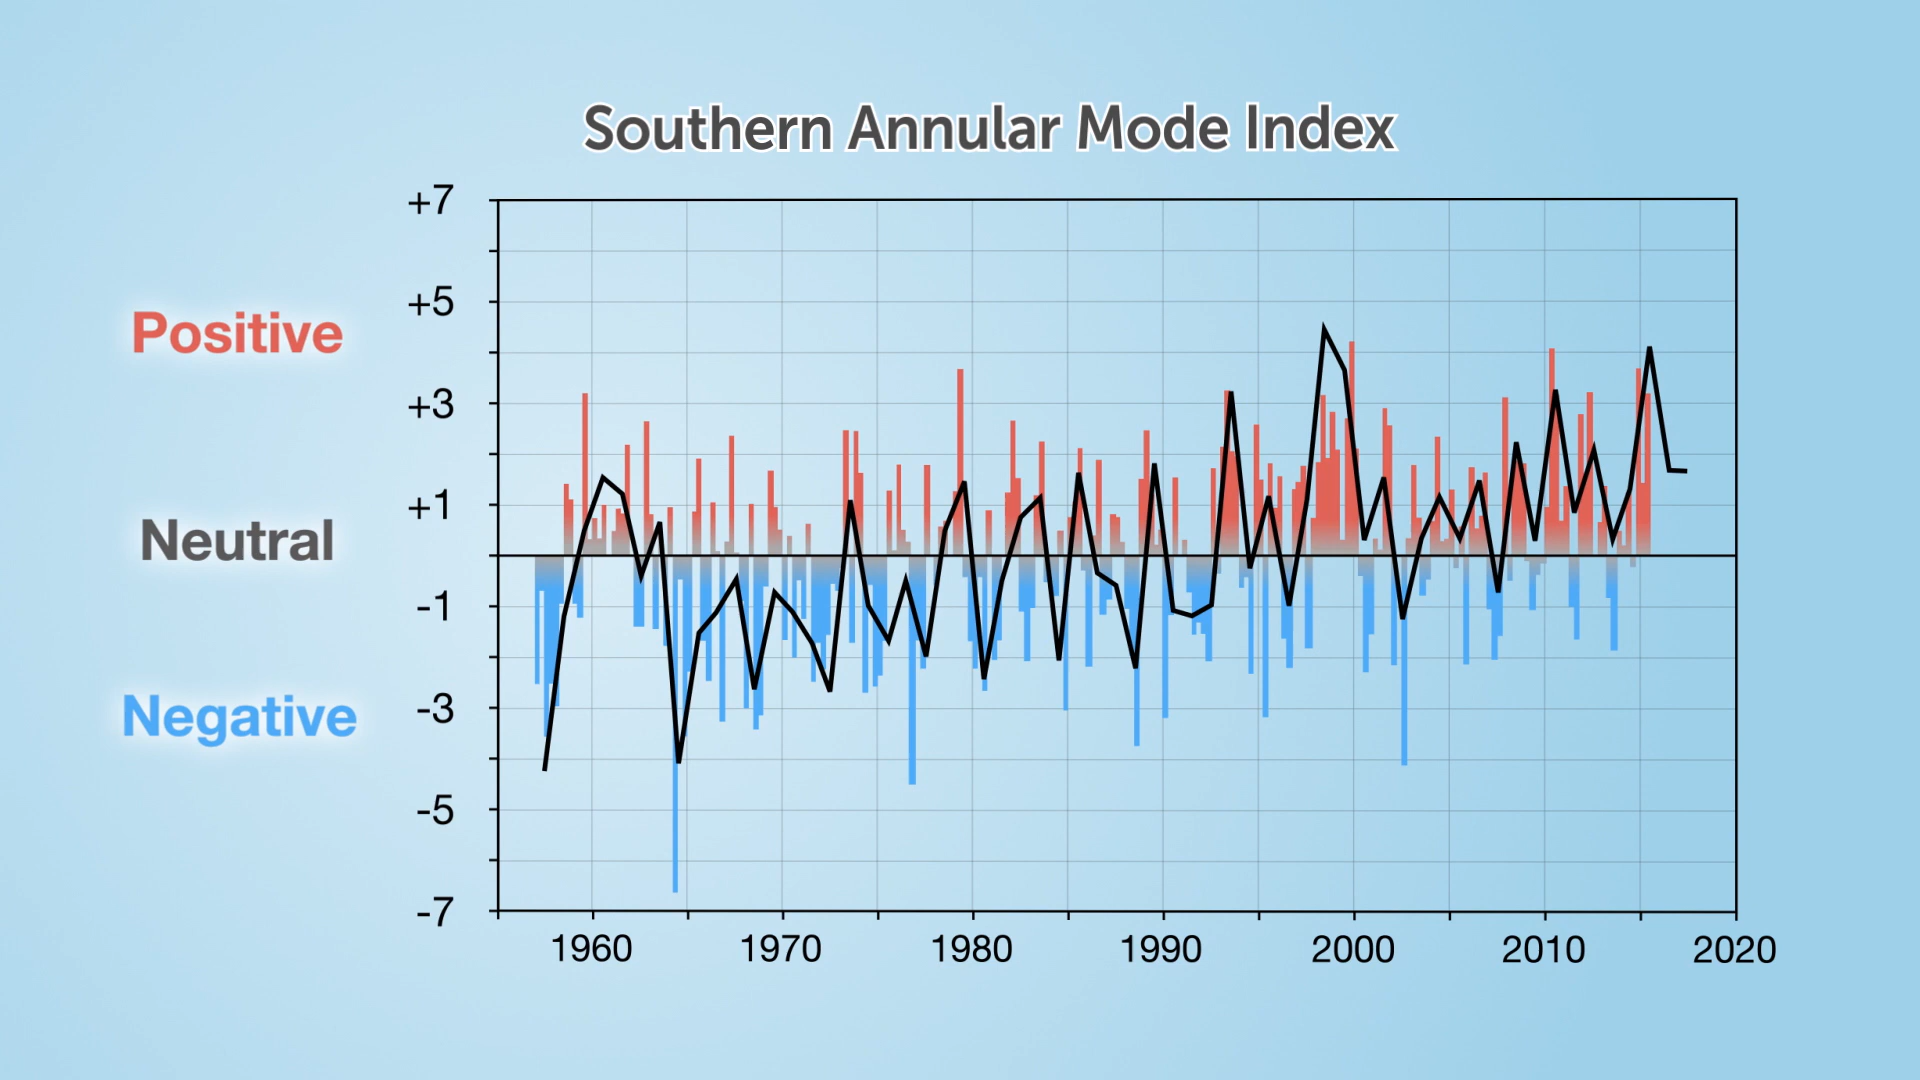 Southern Annular Mode Index
+7
+5
Positive
+3
+1
Neutral
-1
-3
Negative
-5
-7
1960 1970 1980 1990 2000 2010 2020